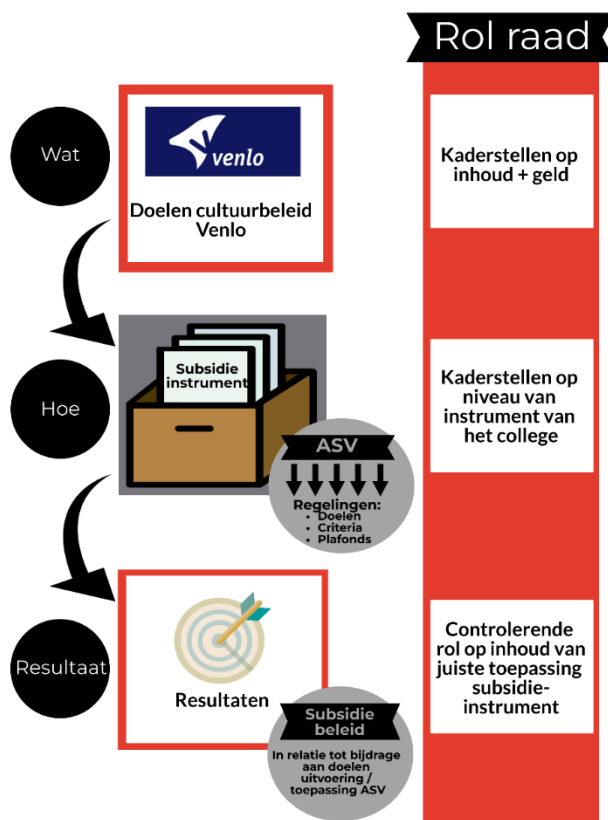 Rol raad
Wat
venlo
Doelen cultuurbeleid
Venlo
Kaderstellen op
inhoud + geld
Hoe
Subsidie
instrument
ASV
Regelingen:
• Doelen
• Criteria
• Plafonds
Kaderstellen op
niveau van
instrument van
het college
Resultaat
Resultaten
Subsidie
beleid
In relatie tot bijdrage
aan doelen
uitvoering /
toepassing ASV
Controlerende
rol op inhoud van
juiste toepassing
subsidie-
instrument